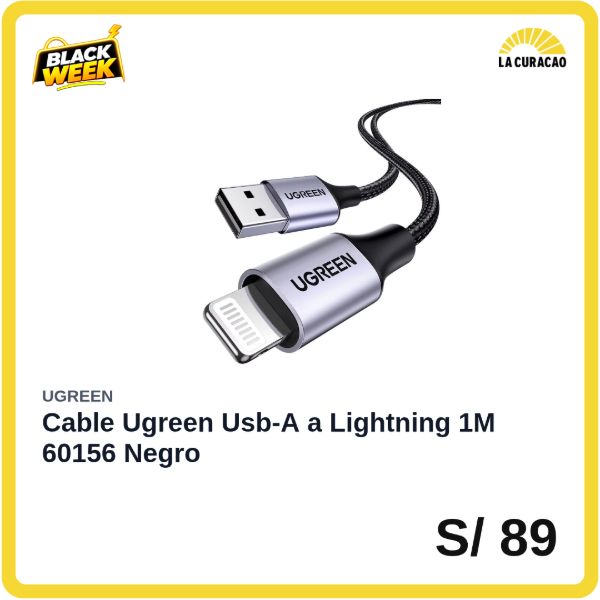 BLACK
WEEK
LA CURACAO
UGREEN
UGREEN
UGREEN
Cable Ugreen Usb-A a Lightning 1M
60156 Negro
S/ 89